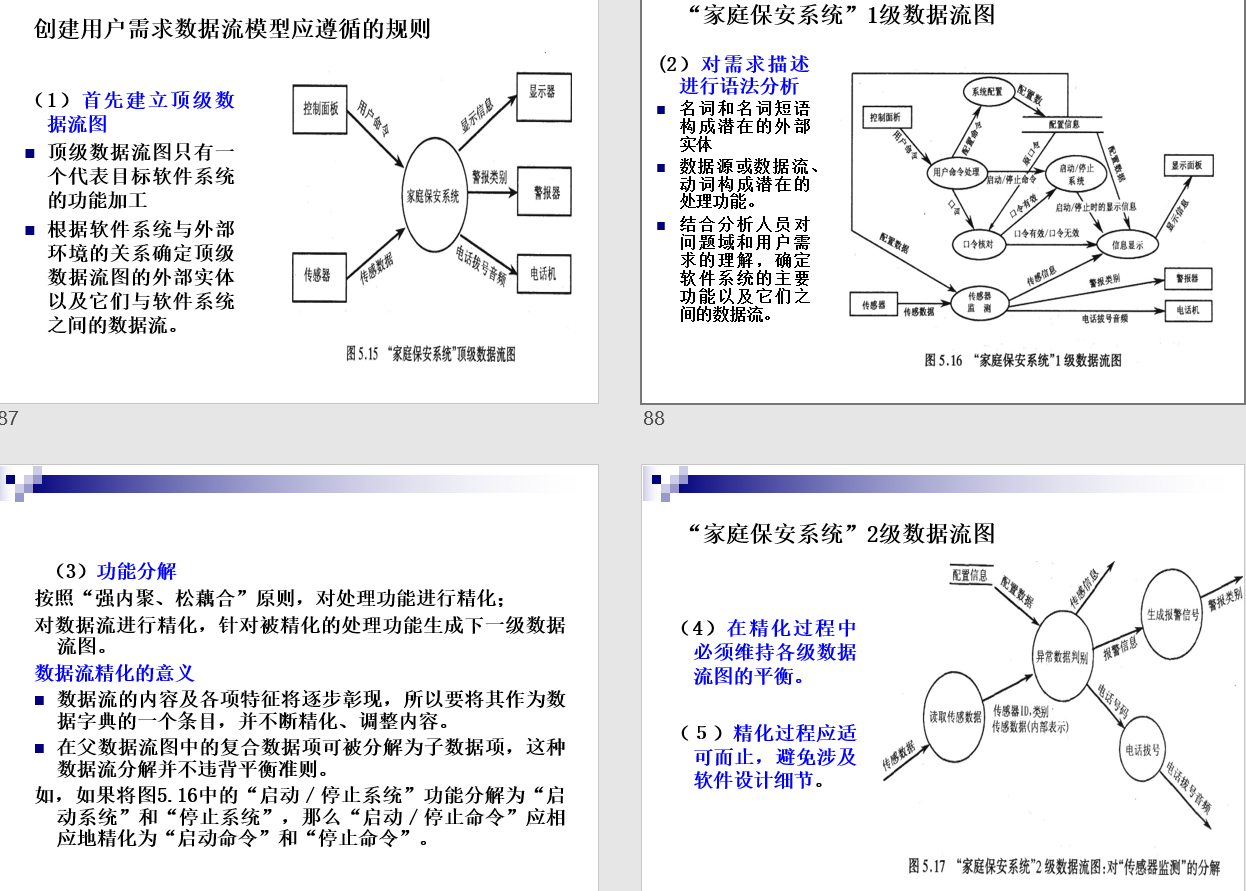 创建用户需求数据流模型应遵循的规则
（1）首先建立顶级数
据流图
顶级数据流图只有一
个代表目标软件系统
的功能加工
根据软件系统与外部
环境的关系确定顶级
数据流图的外部实体
以及它们与软件系统
之间的数据流。
控制面板
用户命令
显示信息
显示器
家庭保安系统
警报类别
警报器
传感器
传感数据
电话拨号音频
电话机
图 5.15 “家庭保安系统”顶级数据流图
87
“家庭保安系统”1级数据流图
(2）对需求描述
进行语法分析
名词和名词短语
构成潜在的外部
实体
数据源或数据流、
动词构成潜在的
处理功能。
结合分析人员对
问题域和用户需
求的理解，确定
软件系统的主要
功能以及它们之
间的数据流。
系统配置
配置数
控制面析
配置信息
用户命令
配置命令
原口令
配置数据
用户命令处理
启动/停止命令
启动/停止
系统
显示面板
口令
口令有效
启动/停止时的显示信息
显示信息
口令核对
口令有效/口令无效
信息显示
配置数据
传感信息
警报类别
警报器
传感器
传感数据
传感器
监 测
电话拨号音频
电话机
图 5.16 “家庭保安系统”1 级数据流图
88
（3）功能分解
按照“强内聚、松藕合”原则，对处理功能进行精化；
对数据流进行精化，针对被精化的处理功能生成下一级数据
流图。
数据流精化的意义
数据流的内容及各项特征将逐步彰现，所以要将其作为数
据字典的一个条目，并不断精化、调整内容。
在父数据流图中的复合数据项可被分解为子数据项，这种
数据流分解并不违背平衡准则。
如，如果将图5.16中的“启动／停止系统”功能分解为“启
动系统”和“停止系统”，那么“启动／停止命令”应相
应地精化为“启动命令”和“停止命令”。
“家庭保安系统”2级数据流图
（4）在精化过程中
必须维持各级数据
流图的平衡。
（5）精化过程应适
可而止，避免涉及
软件设计细节。
配置信息
配置数据
传感信息
生成报警信号
警报类别
异常数据判别
报警信息
读取传感数据
传感器ID,类别
传感数据(内部表示)
电话号码
传感数据
电话拨号
电话拨号音频
图 5.17 “家庭保安系统”2 级数据流图:对“传感器监测”的分解